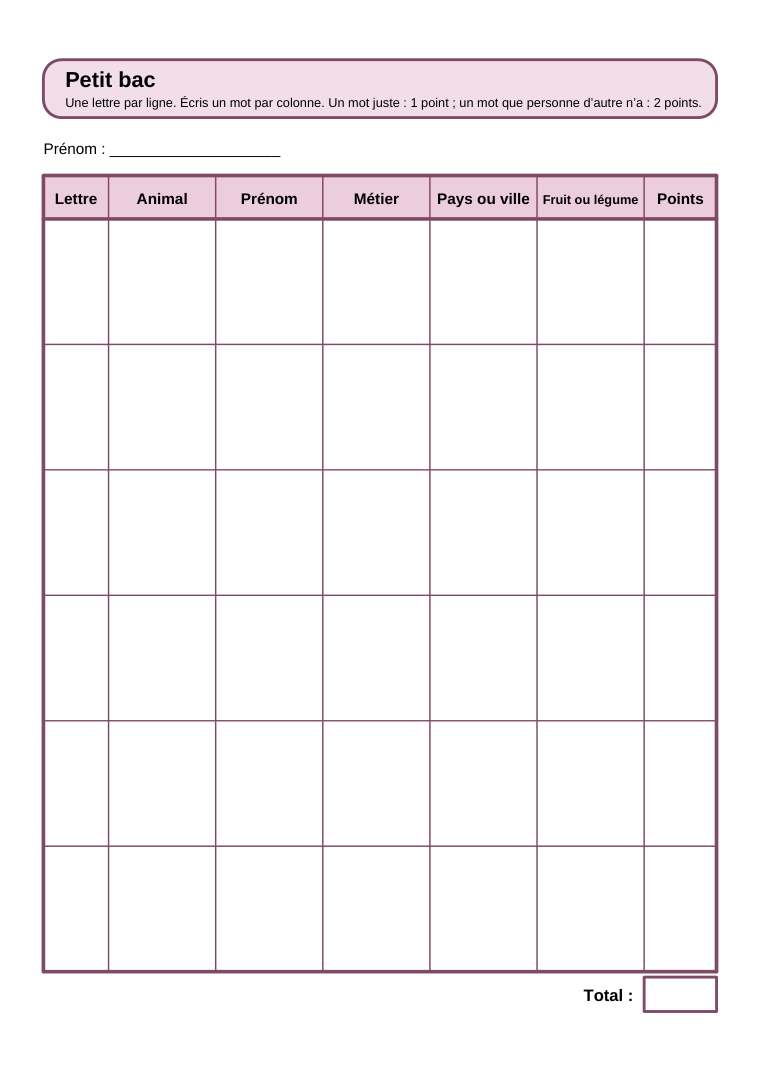 Petit bac
Une lettre par ligne. Écris un mot par colonne. Un mot juste : 1 point ; un mot que personne d’autre n’a : 2 points.
Prénom : ____________________
Lettre Animal Prénom Métier Pays ou ville Fruit ou légume Points
Total :